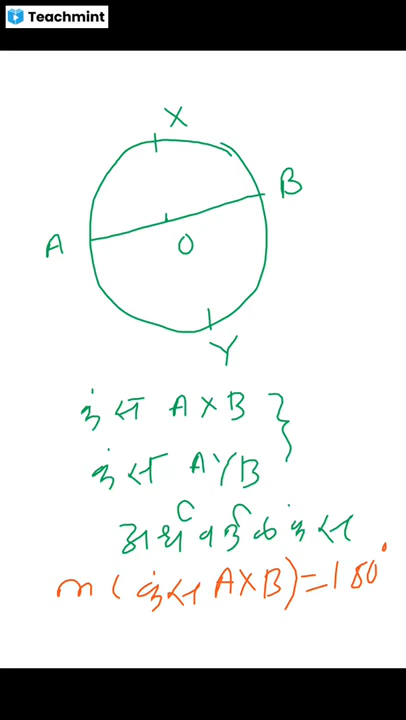 Teachmint
X
B
A
O
Y
कंस AXB
कंस AYB
अर्धवर्तुळ कंस
m (कंस AXB) = 180°